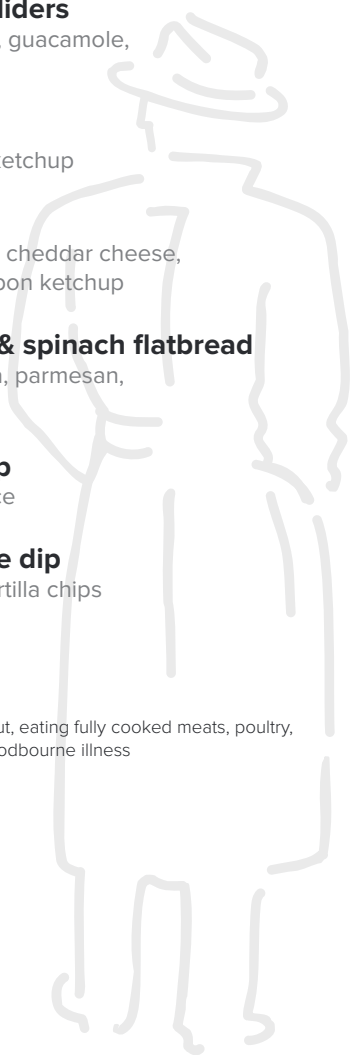 liders
, guacamole,
etchup
cheddar cheese,
bon ketchup
& spinach flatbread
, parmesan,
p
ce
e dip
rtilla chips
ut, eating fully cooked meats, poultry,
odbourne illness